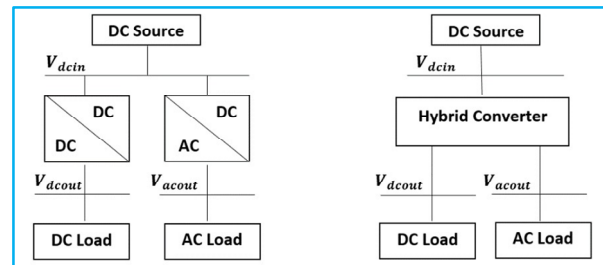 DC Source
V_dcin
DC
DC
DC
AC
V_dcout
V_acout
DC Load
AC Load
DC Source
V_dcin
Hybrid Converter
V_dcout
V_acout
DC Load
AC Load